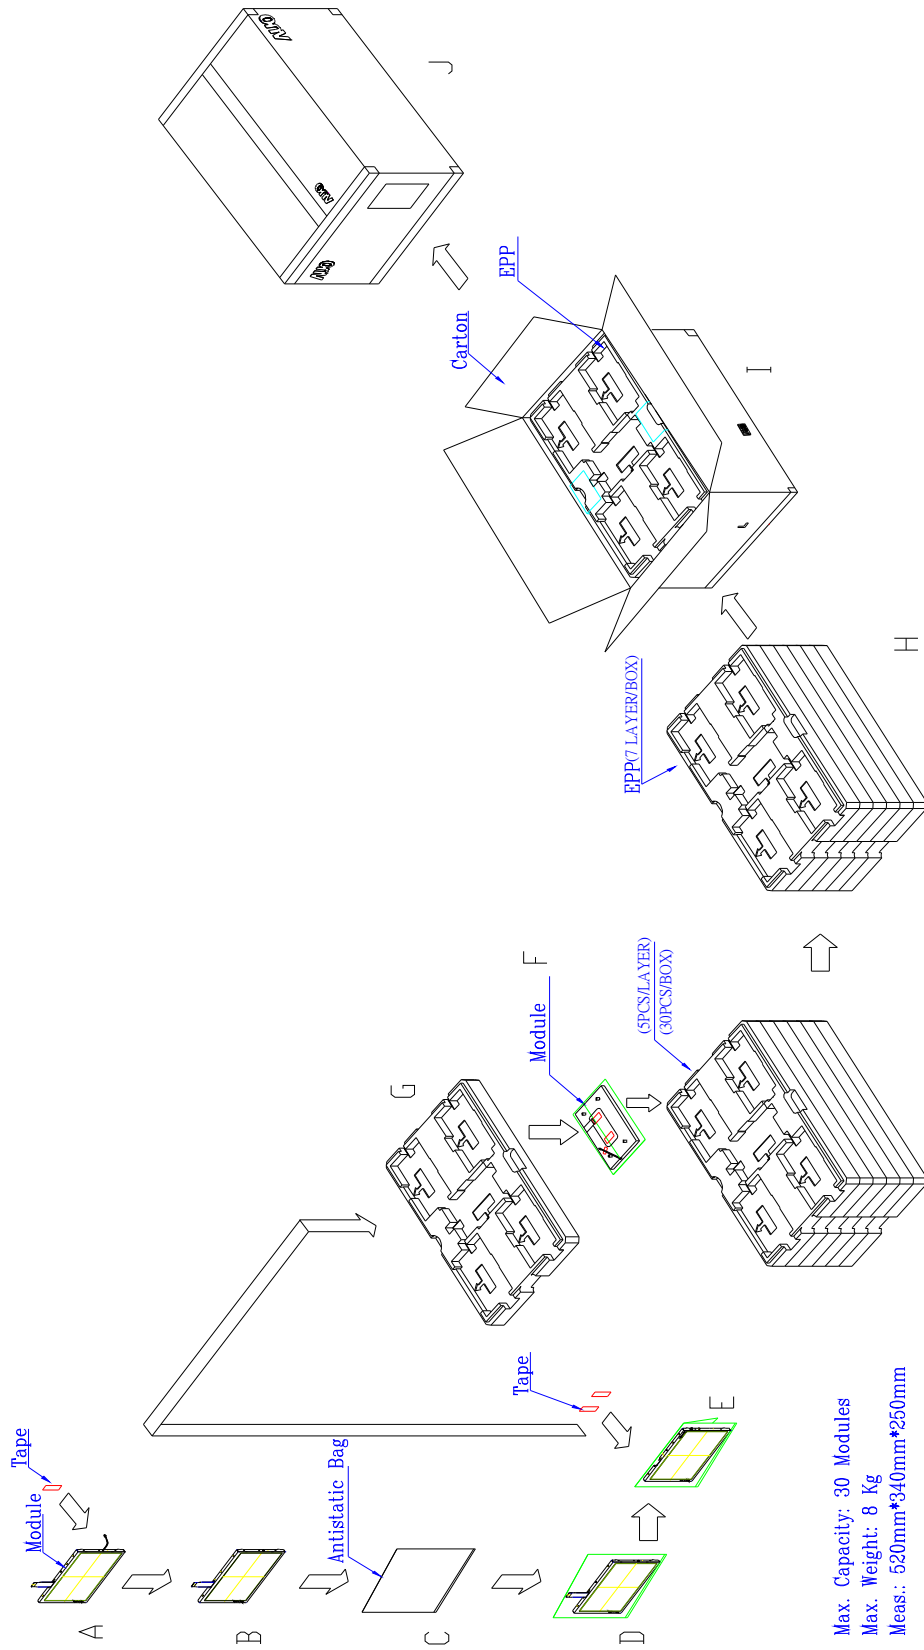 Tape
Module
A
B
Antistatic Bag
C
D
Tape
E
Module
F
G
(5PCS/LAYER)
(30PCS/BOX)
EPP(7 LAYER/BOX)
H
Carton
EPP
I
AUO
AUO
AUO
J
Max. Capacity: 30 Modules
Max. Weight: 8 Kg
Meas.: 520mm*340mm*250mm